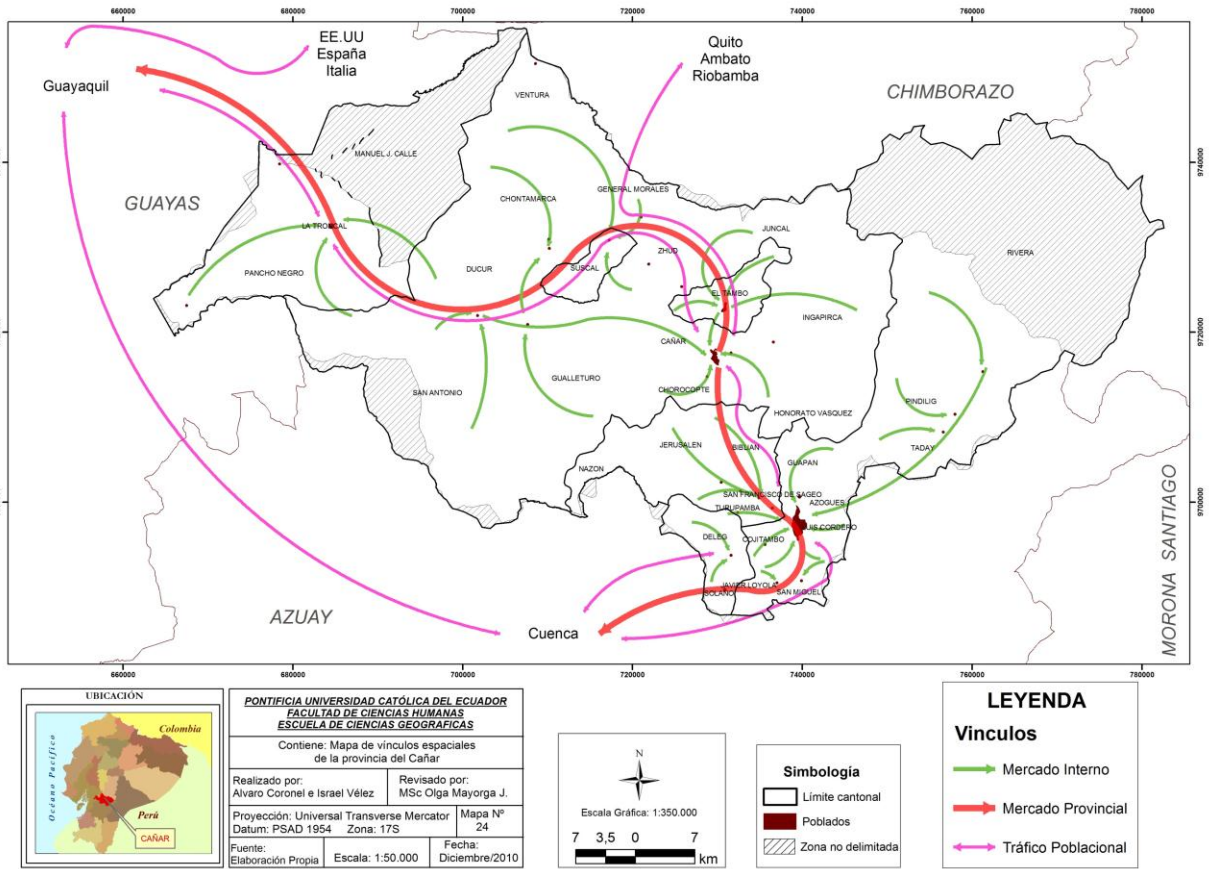 660000
680000
700000
720000
740000
760000
780000
EE.UU
España
Italia
Quito
Ambato
Riobamba
Guayaquil
VENTURA
CHIMBORAZO
9740000
MANUEL J. CALLE
GENERAL MORALES
CHONTAMARCA
GUAYAS
LA TRONCAL
JUNCAL
ZHUD
RIVERA
PANCHO NEGRO
DUCUR
SUSCAL
EL TAMBO
INGAPIRCA
9720000
CAÑAR
GUALLETURO
SAN ANTONIO
CHOROCOPTE
PINDILIG
HONORATO VASQUEZ
JERUSALEN
BIBLIAN
TADAY
NAZON
GUAPAN
SAN FRANCISCO DE SAGEO
AZOGUES
TURUPAMBA
9700000
LUIS CORDERO
DELEG
COJITAMBO
JAVIER LOYOLA
SOLANO
SAN MIGUEL
AZUAY
Cuenca
MORONA SANTIAGO
660000
680000
700000
720000
740000
760000
780000
UBICACIÓN
Colombia
Océano Pacífico
Perú
CAÑAR
PONTIFICIA UNIVERSIDAD CATÓLICA DEL ECUADOR
FACULTAD DE CIENCIAS HUMANAS
ESCUELA DE CIENCIAS GEOGRAFICAS
Contiene: Mapa de vínculos espaciales
de la provincia del Cañar
Realizado por:
Alvaro Coronel e Israel Vélez
Revisado por:
MSc Olga Mayorga J.
Proyección: Universal Transverse Mercator
Datum: PSAD 1954 Zona: 17S
Mapa Nº
24
Fuente:
Elaboración Propia
Escala: 1:50.000
Fecha:
Diciembre/2010
N
Escala Gráfica: 1:350.000
7 3,5 0 7
km
Simbología
Límite cantonal
Poblados
Zona no delimitada
LEYENDA
Vinculos
Mercado Interno
Mercado Provincial
Tráfico Poblacional